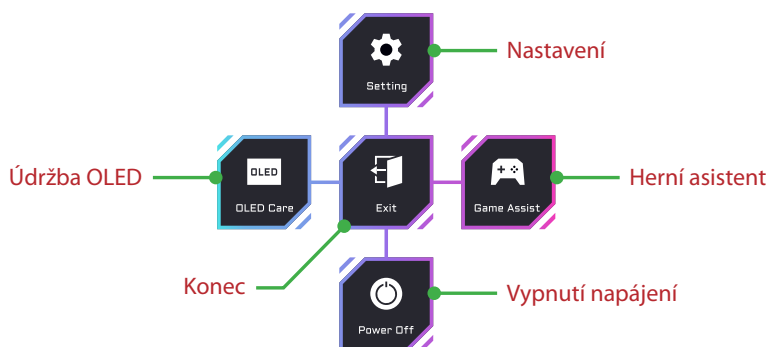 Nastavení
Setting
Údržba OLED
OLED
OLED Care
Exit
Game Assist
Herní asistent
Konec
Vypnutí napájení
Power Off